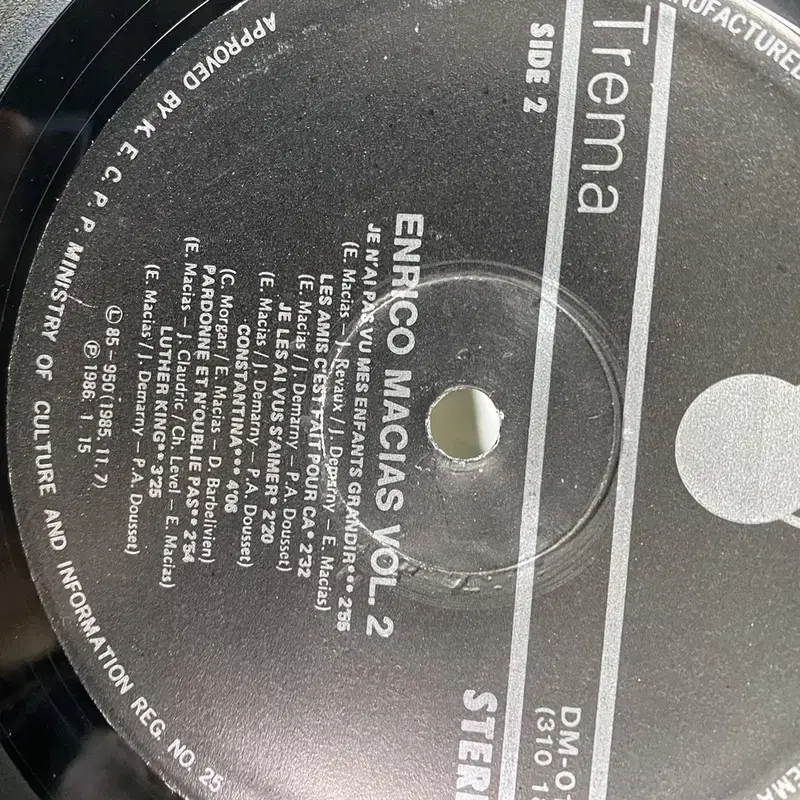 Trema
SIDE 2
STERE
DM-0
(310 1
ENRICO MACIAS VOL. 2
JE N'AI PAS VU MES ENFANTS GRANDIR••• 2'55
(E. Macias – J. Revaux / J. Demarny – E. Macias)
LES AMIS C'EST FAIT POUR CA• 2'32
(E. Macias / J. Demarny – P.A. Dousset)
JE LES AI VUS S'AIMER• 2'20
(E. Macias / J. Demarny – P.A. Dousset)
CONSTANTINA••• 4'06
(C. Morgan / E. Macias – D. Barbelivien)
PARDONNE ET N'OUBLIE PAS•• 2'54
(E. Macias – J. Claudric / Ch. Level – E. Macias)
LUTHER KING•• 3'25
(E. Macias / J. Demarny – P.A. Dousset)
Ⓛ 85-950 (1985. 11. 7)
Ⓟ 1986. 1. 15
APPROVED BY K. E. C. P. P. MINISTRY OF CULTURE AND INFORMATION REG. NO. 25
NUFACTURED
EMA